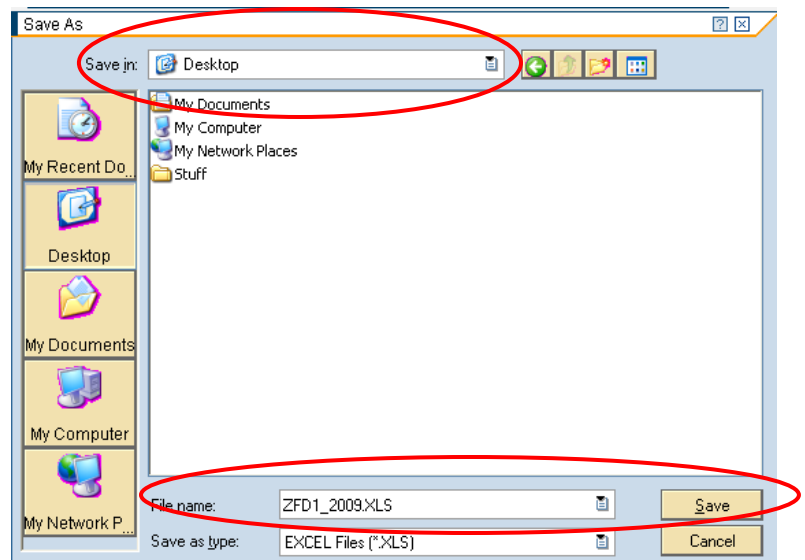 Save As
Save in: Desktop
My Documents
My Computer
My Network Places
Stuff
My Recent Do...
Desktop
My Documents
My Computer
My Network P...
File name: ZFD1_2009.XLS Save
Save as type: EXCEL Files (*.XLS) Cancel